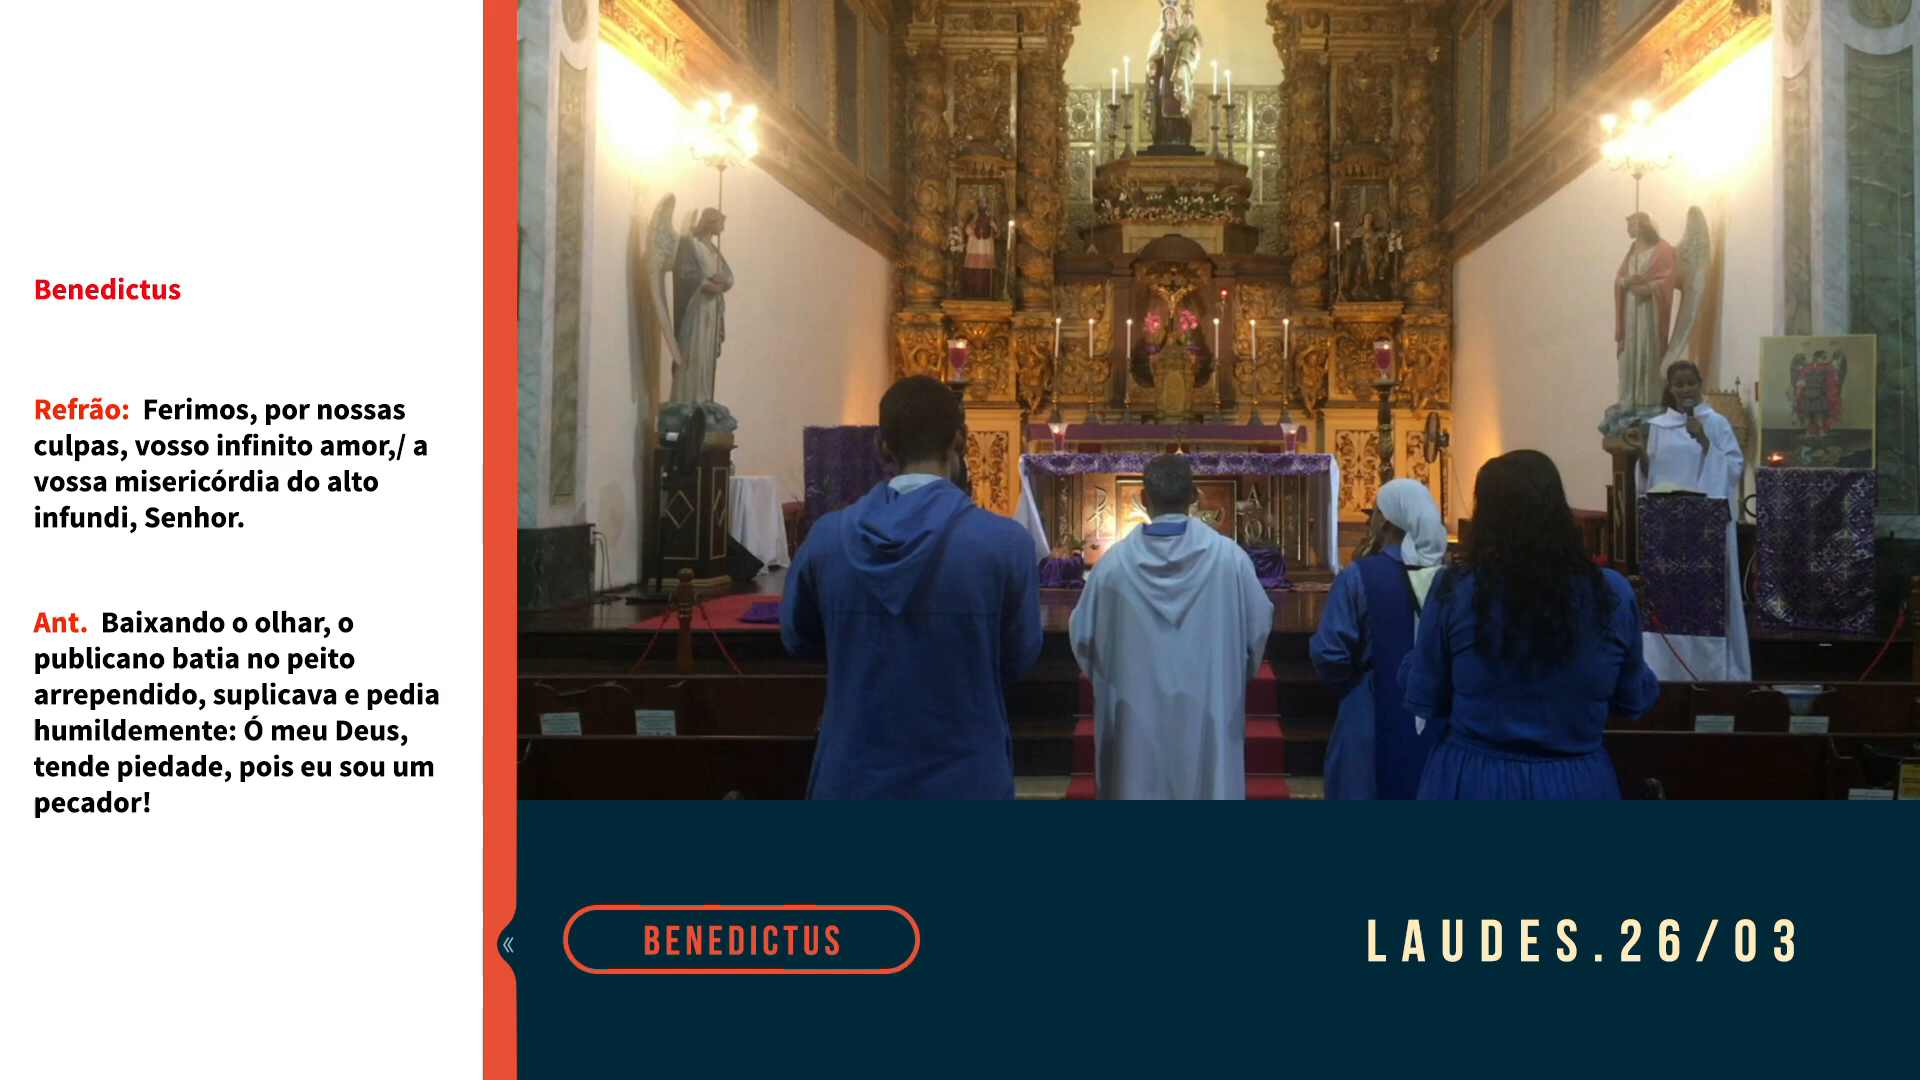 Benedictus
Refrão: Ferimos, por nossas
culpas, vosso infinito amor,/ a
vossa misericórdia do alto
infundi, Senhor.
Ant. Baixando o olhar, o
publicano batia no peito
arrependido, suplicava e pedia
humildemente: Ó meu Deus,
tende piedade, pois eu sou um
pecador!
«
BENEDICTUS
LAUDES.26/03